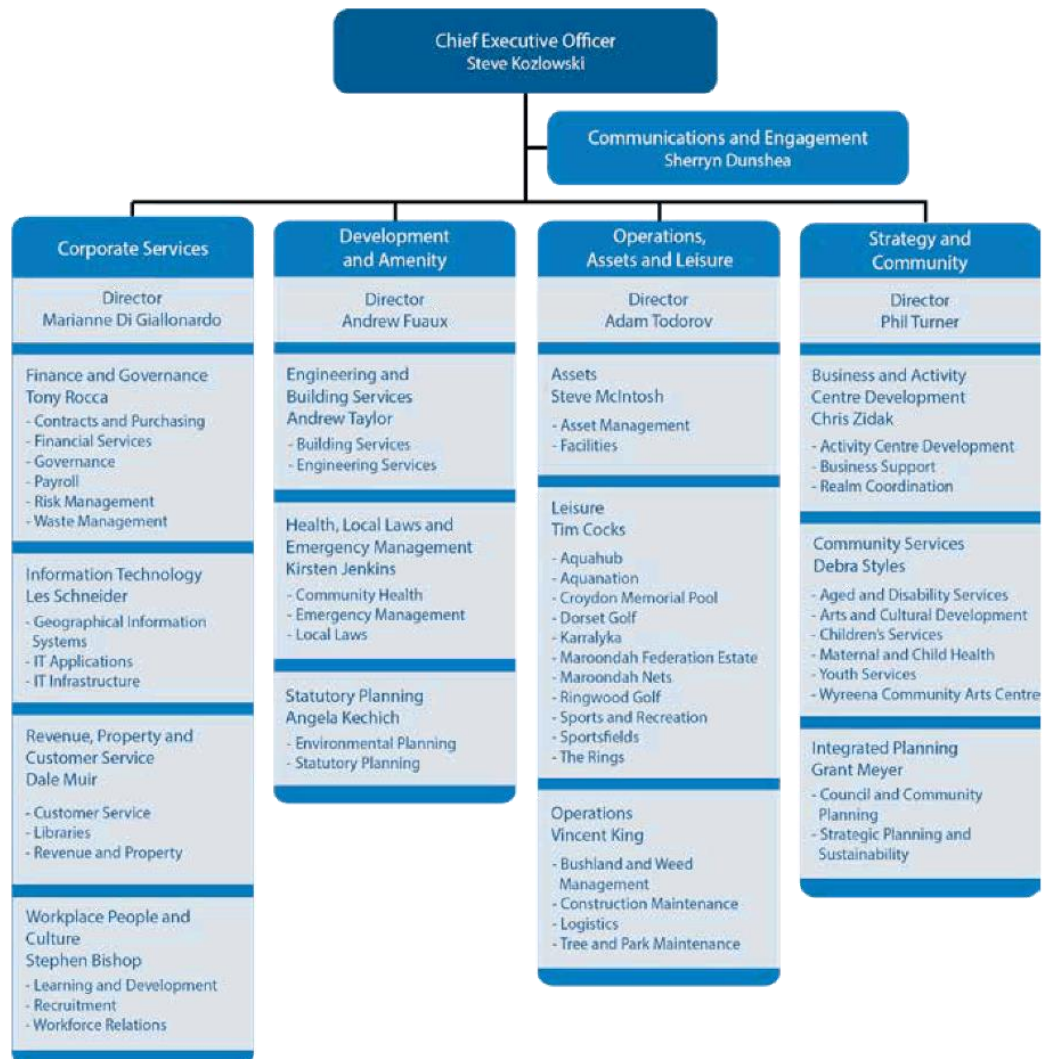 Chief Executive Officer
Steve Kozlowski
Communications and Engagement
Sherryn Dunshea
Corporate Services
Director
Marianne Di Giallonardo
Finance and Governance
Tony Rocca
- Contracts and Purchasing
- Financial Services
- Governance
- Payroll
- Risk Management
- Waste Management
Information Technology
Les Schneider
- Geographical Information
Systems
- IT Applications
- IT Infrastructure
Revenue, Property and
Customer Service
Dale Muir
- Customer Service
- Libraries
- Revenue and Property
Workplace People and
Culture
Stephen Bishop
- Learning and Development
- Recruitment
- Workforce Relations
Development
and Amenity
Director
Andrew Fuaux
Engineering and
Building Services
Andrew Taylor
- Building Services
- Engineering Services
Health, Local Laws and
Emergency Management
Kirsten Jenkins
- Community Health
- Emergency Management
- Local Laws
Statutory Planning
Angela Kechich
- Environmental Planning
- Statutory Planning
Operations,
Assets and Leisure
Director
Adam Todorov
Assets
Steve McIntosh
- Asset Management
- Facilities
Leisure
Tim Cocks
- Aquahub
- Aquanation
- Croydon Memorial Pool
- Dorset Golf
- Karralyka
- Maroondah Federation Estate
- Maroondah Nets
- Ringwood Golf
- Sports and Recreation
- Sportsfields
- The Rings
Operations
Vincent King
- Bushland and Weed
Management
- Construction Maintenance
- Logistics
- Tree and Park Maintenance
Strategy and
Community
Director
Phil Turner
Business and Activity
Centre Development
Chris Zidak
- Activity Centre Development
- Business Support
- Realm Coordination
Community Services
Debra Styles
- Aged and Disability Services
- Arts and Cultural Development
- Children's Services
- Maternal and Child Health
- Youth Services
- Wyreena Community Arts Centre
Integrated Planning
Grant Meyer
- Council and Community
Planning
- Strategic Planning and
Sustainability